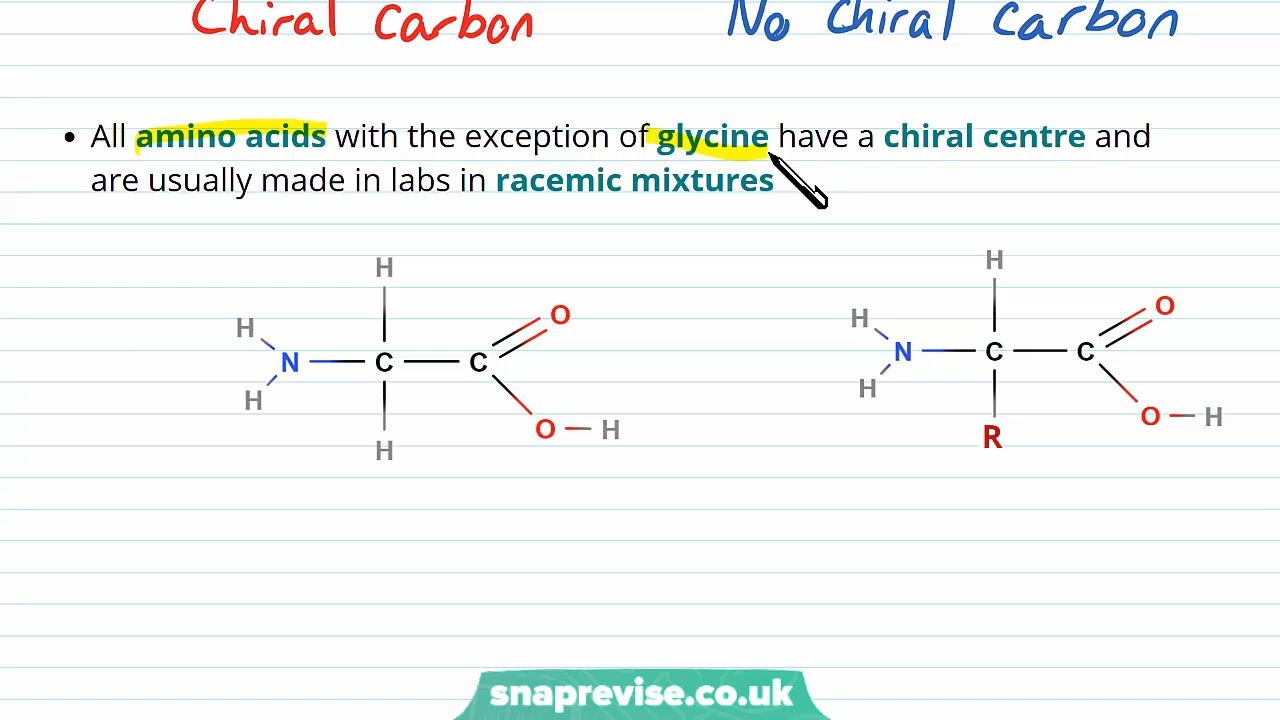 Chiral Carbon No Chiral Carbon
• All amino acids with the exception of glycine have a chiral centre and
are usually made in labs in racemic mixtures
H H
H O H O
N C C N C C
H O H H O H
H R
snaprevise.co.uk